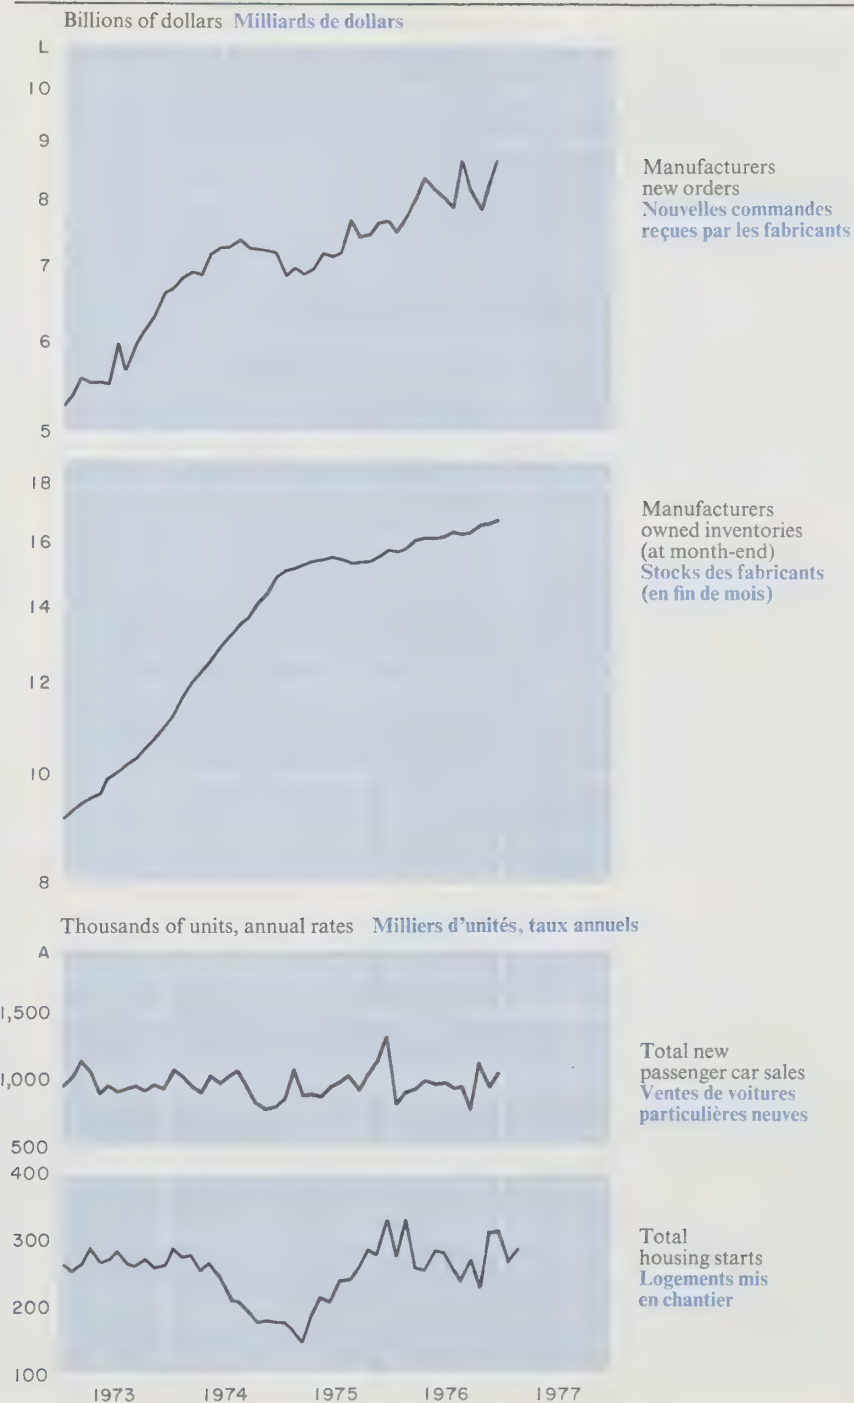 Billions of dollars Milliards de dollars
L
10
9
8
7
6
5
Manufacturers
new orders
Nouvelles commandes
reçues par les fabricants
18
16
14
12
10
8
Manufacturers
owned inventories
(at month-end)
Stocks des fabricants
(en fin de mois)
Thousands of units, annual rates Milliers d'unités, taux annuels
A
1,500
1,000
500
Total new
passenger car sales
Ventes de voitures
particulières neuves
400
300
200
100
Total
housing starts
Logements mis
en chantier
1973 1974 1975 1976 1977